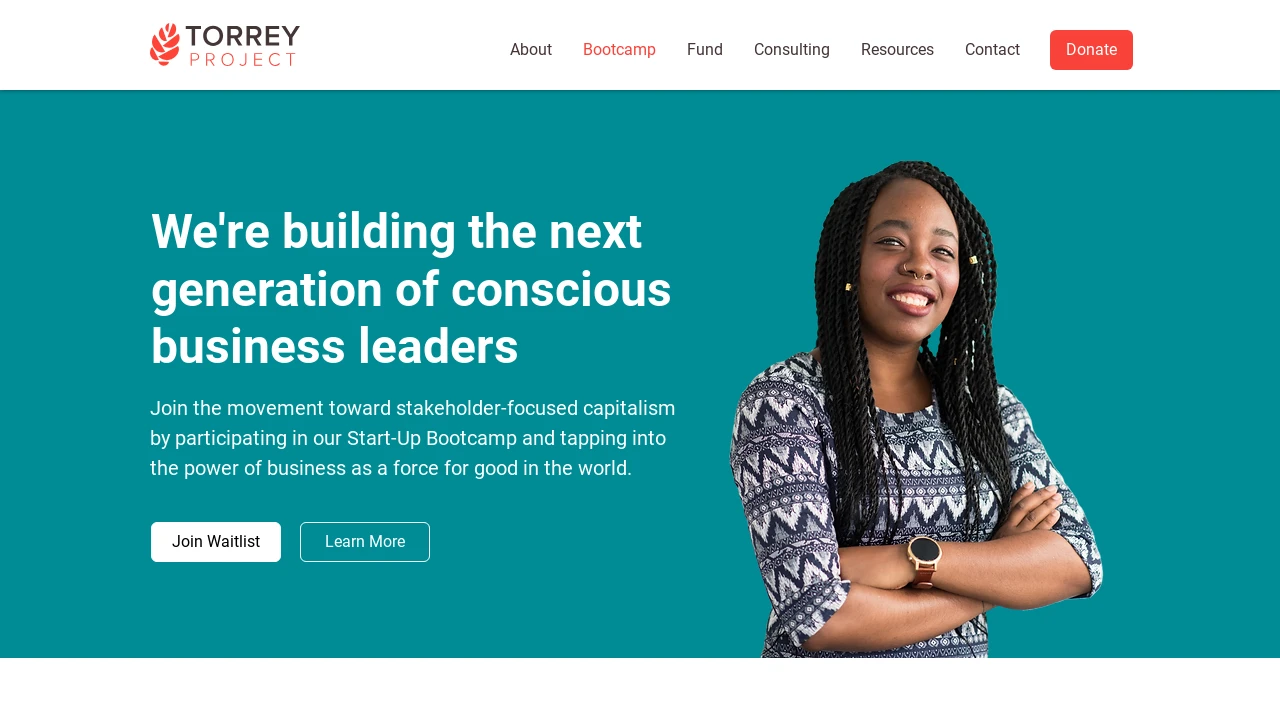 TORREY
PROJECT
About
Bootcamp
Fund
Consulting
Resources
Contact
Donate
We're building the next
generation of conscious
business leaders
Join the movement toward stakeholder-focused capitalism
by participating in our Start-Up Bootcamp and tapping into
the power of business as a force for good in the world.
Join Waitlist
Learn More